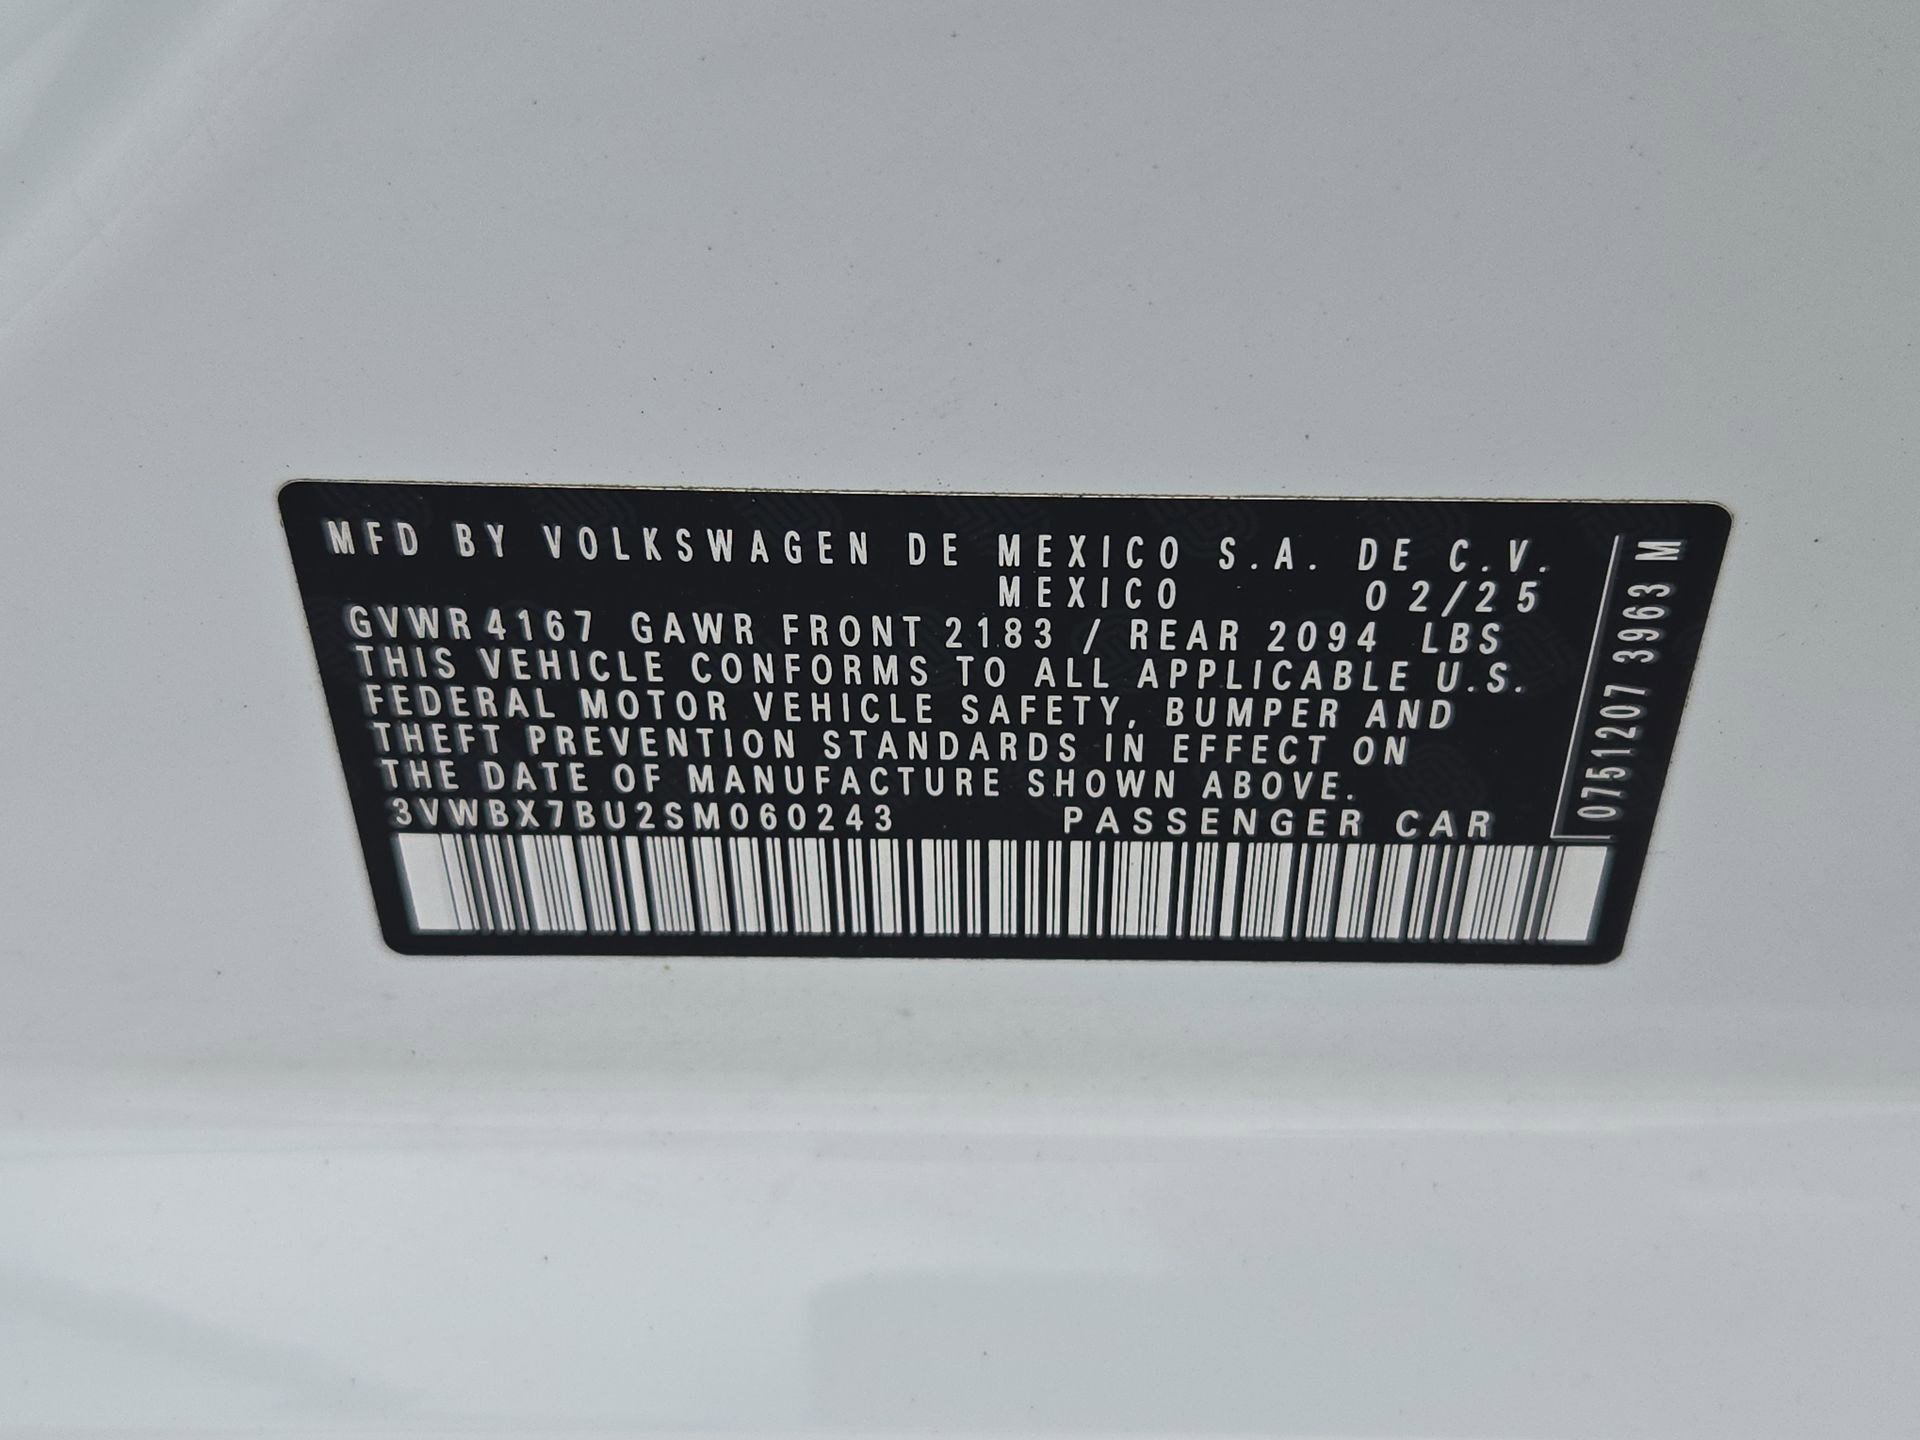 MFD BY VOLKSWAGEN DE MEXICO S.A. DE C.V.
MEXICO 02/25
GVWR 4167 GAWR FRONT 2183 / REAR 2094 LBS
THIS VEHICLE CONFORMS TO ALL APPLICABLE U.S.
FEDERAL MOTOR VEHICLE SAFETY, BUMPER AND
THEFT PREVENTION STANDARDS IN EFFECT ON
THE DATE OF MANUFACTURE SHOWN ABOVE.
3VWBX7BU2SM060243 PASSENGER CAR
0751207 3963 M